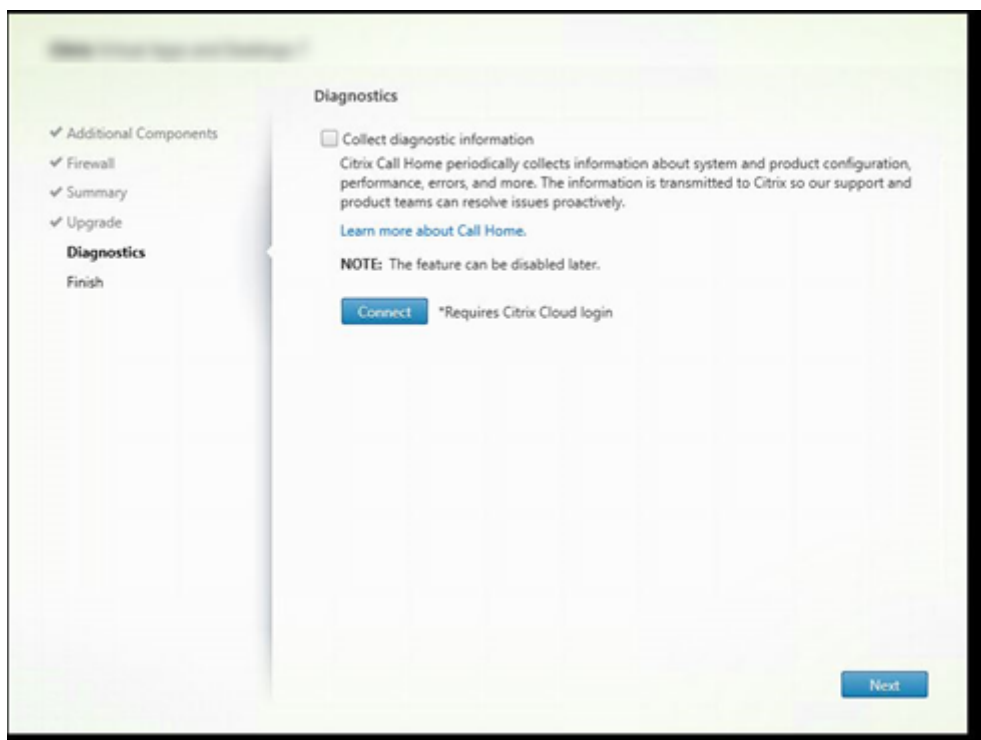 Diagnostics
Additional Components
Firewall
Summary
Upgrade
Diagnostics
Finish
Collect diagnostic information
Citrix Call Home periodically collects information about system and product configuration,
performance, errors, and more. The information is transmitted to Citrix so our support and
product teams can resolve issues proactively.
Learn more about Call Home.
NOTE: The feature can be disabled later.
Connect *Requires Citrix Cloud login
Next